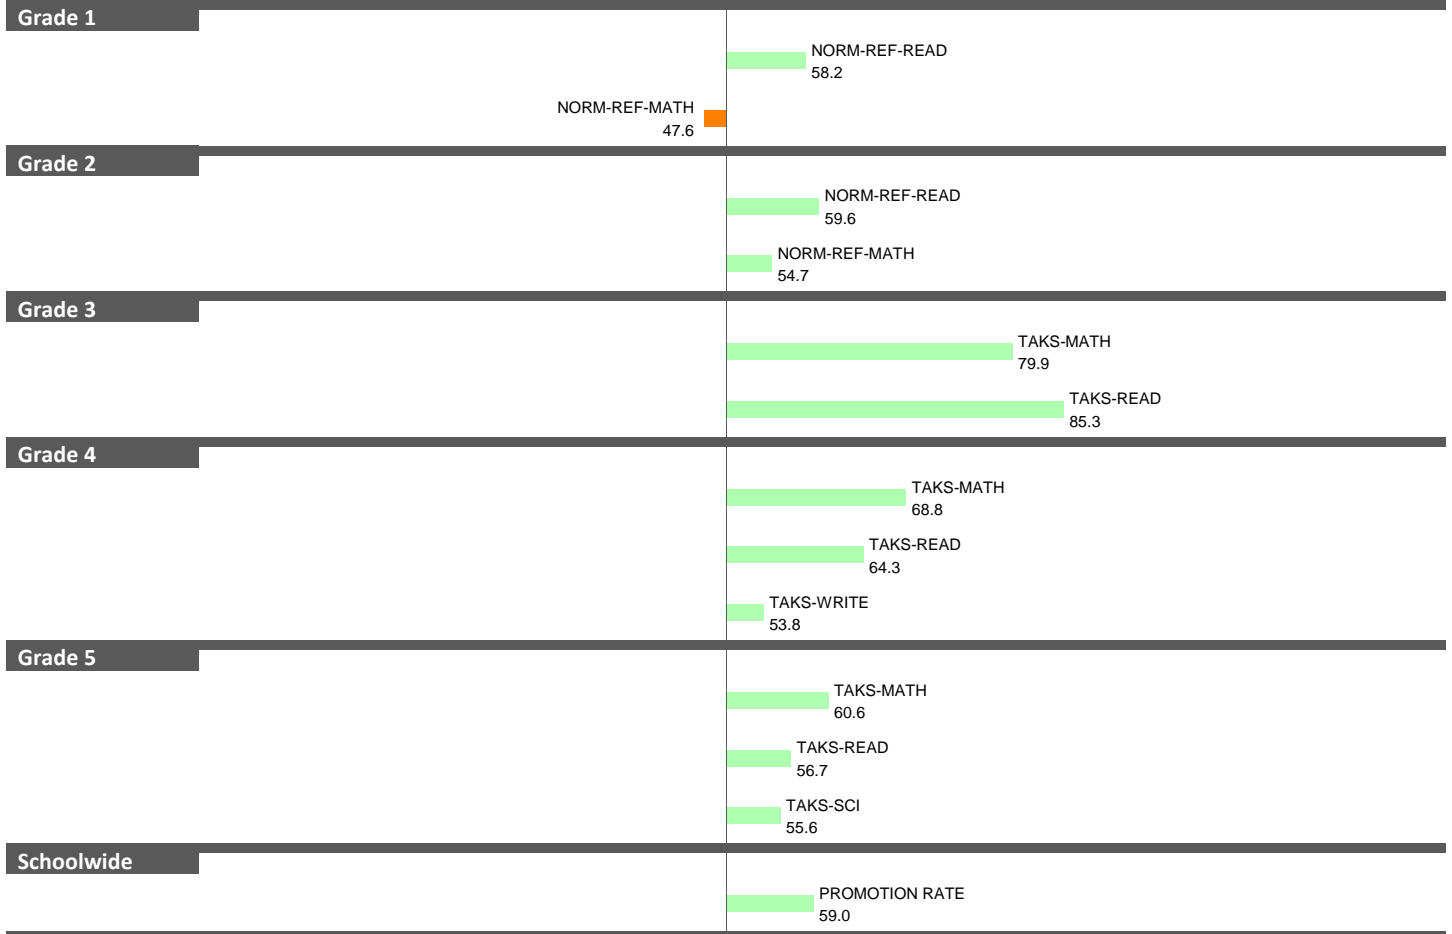 Grade 1
NORM-REF-READ
58.2
NORM-REF-MATH
47.6
Grade 2
NORM-REF-READ
59.6
NORM-REF-MATH
54.7
Grade 3
TAKS-MATH
79.9
TAKS-READ
85.3
Grade 4
TAKS-MATH
68.8
TAKS-READ
64.3
TAKS-WRITE
53.8
Grade 5
TAKS-MATH
60.6
TAKS-READ
56.7
TAKS-SCI
55.6
Schoolwide
PROMOTION RATE
59.0